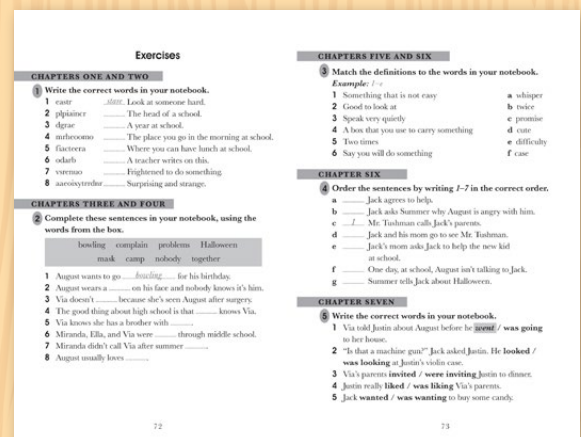 Exercises
CHAPTERS ONE AND TWO
1 Write the correct words in your notebook.
1 eastr stare Look at someone hard.
2 plpiaincr .......... The head of a school.
3 dgrae .......... A year at school.
4 .......... The place you go in the morning at school.
5 .......... Where you can have lunch at school.
6 odarb .......... A teacher writes on this.
7 .......... Frightened to do something.
8 .......... Surprising and strange.
CHAPTERS THREE AND FOUR
2 Complete these sentences in your notebook, using the
words from the box.
bowling complain problems Halloween
mask camp nobody together
1 August wants to go bowling for his birthday.
2 August wears a .......... on his face and nobody knows it's him.
3 Via doesn't .......... because she's seen August after surgery.
4 The good thing about high school is that .......... knows Via.
5 Via knows she has a brother with .......... .
6 Miranda, Ella, and Via were .......... through middle school.
7 Miranda didn't call Via after summer .......... .
8 August usually loves .......... .
72
CHAPTERS FIVE AND SIX
3 Match the definitions to the words in your notebook.
Example: 1–e
1 Something that is not easy a whisper
2 Good to look at b twice
3 Speak very quietly c promise
4 A box that you use to carry something d cute
5 Two times e difficulty
6 Say you will do something f case
CHAPTER SIX
4 Order the sentences by writing 1–7 in the correct order.
a .......... Jack agrees to help.
b .......... Jack asks Summer why August is angry with him.
c 1 Mr. Tushman calls Jack's parents.
d .......... Jack and his mom go to see Mr. Tushman.
e .......... Jack's mom asks Jack to help the new kid
at school.
f .......... One day, at school, August isn't talking to Jack.
g .......... Summer tells Jack about Halloween.
CHAPTER SEVEN
5 Write the correct words in your notebook.
1 Via told Justin about August before he went / was going
to her house.
2 "Is that a machine gun?" Jack asked Justin. He looked /
was looking at Justin's violin case.
3 Via's parents invited / were inviting Justin to dinner.
4 Justin really liked / was liking Via's parents.
5 Jack wanted / was wanting to buy some candy.
73